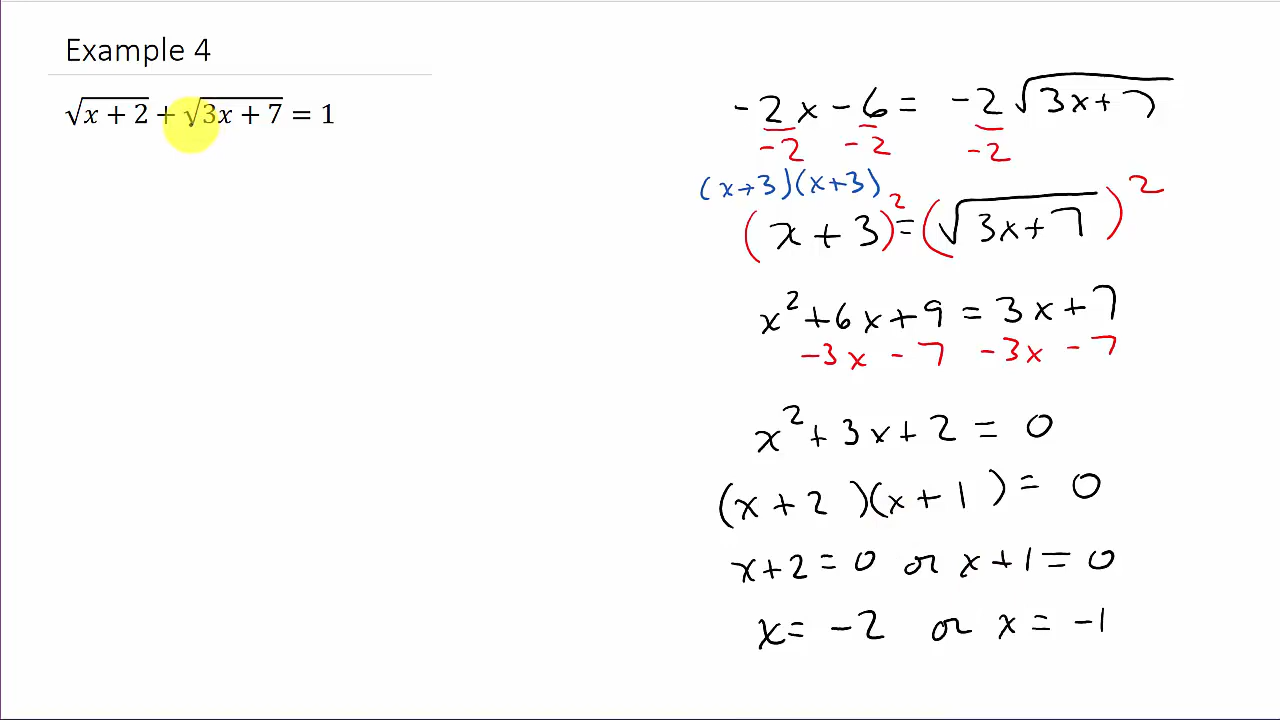 Example 4
√x + 2 + √3x + 7 = 1
-2x - 6 = -2√3x+7
-2 -2 -2
(x+3)(x+3)
(x + 3)² = (√3x+7)²
x² + 6x + 9 = 3x + 7
-3x - 7 -3x - 7
x² + 3x + 2 = 0
(x + 2)(x + 1) = 0
x+2 = 0 or x + 1 = 0
x = -2 or x = -1